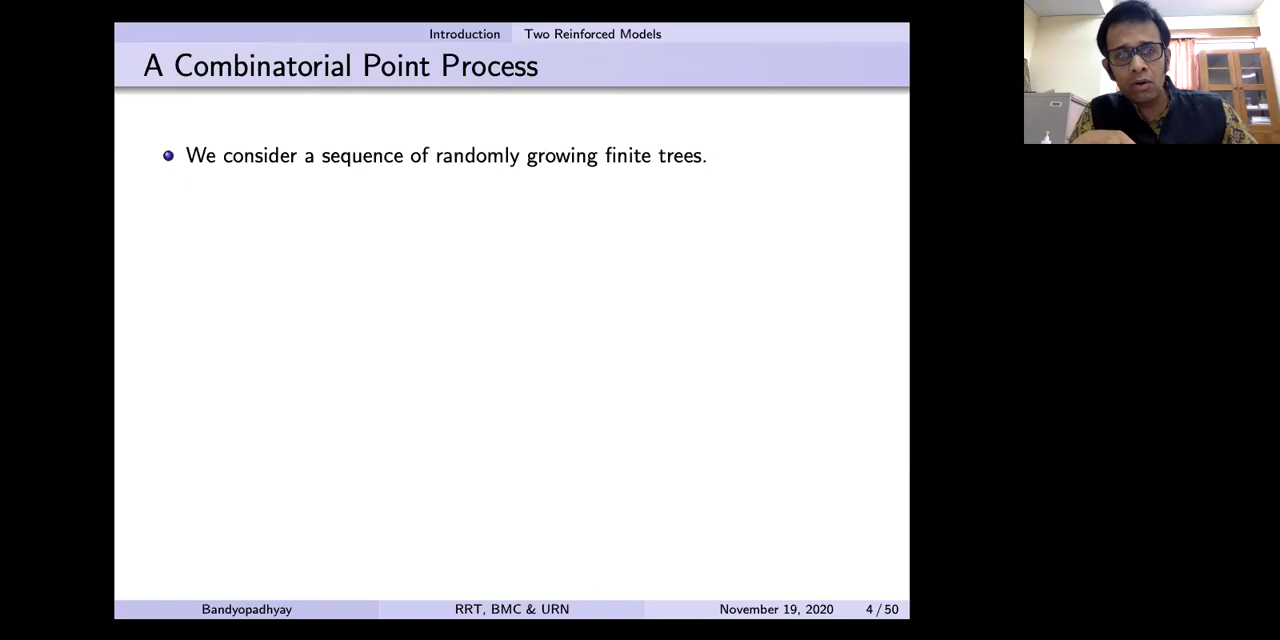 Introduction Two Reinforced Models
A Combinatorial Point Process
We consider a sequence of randomly growing finite trees.
Bandyopadhyay RRT, BMC & URN November 19, 2020 4 / 50